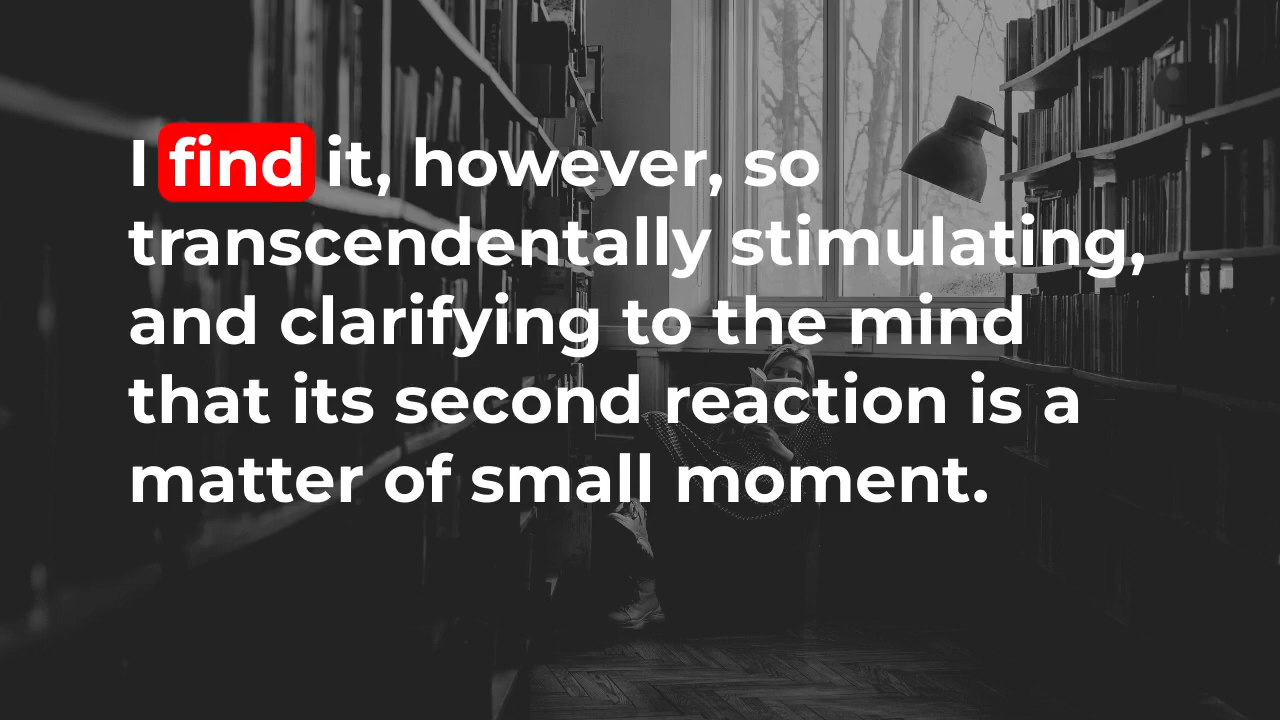 I find it, however, so
transcendentally stimulating,
and clarifying to the mind
that its second reaction is a
matter of small moment.